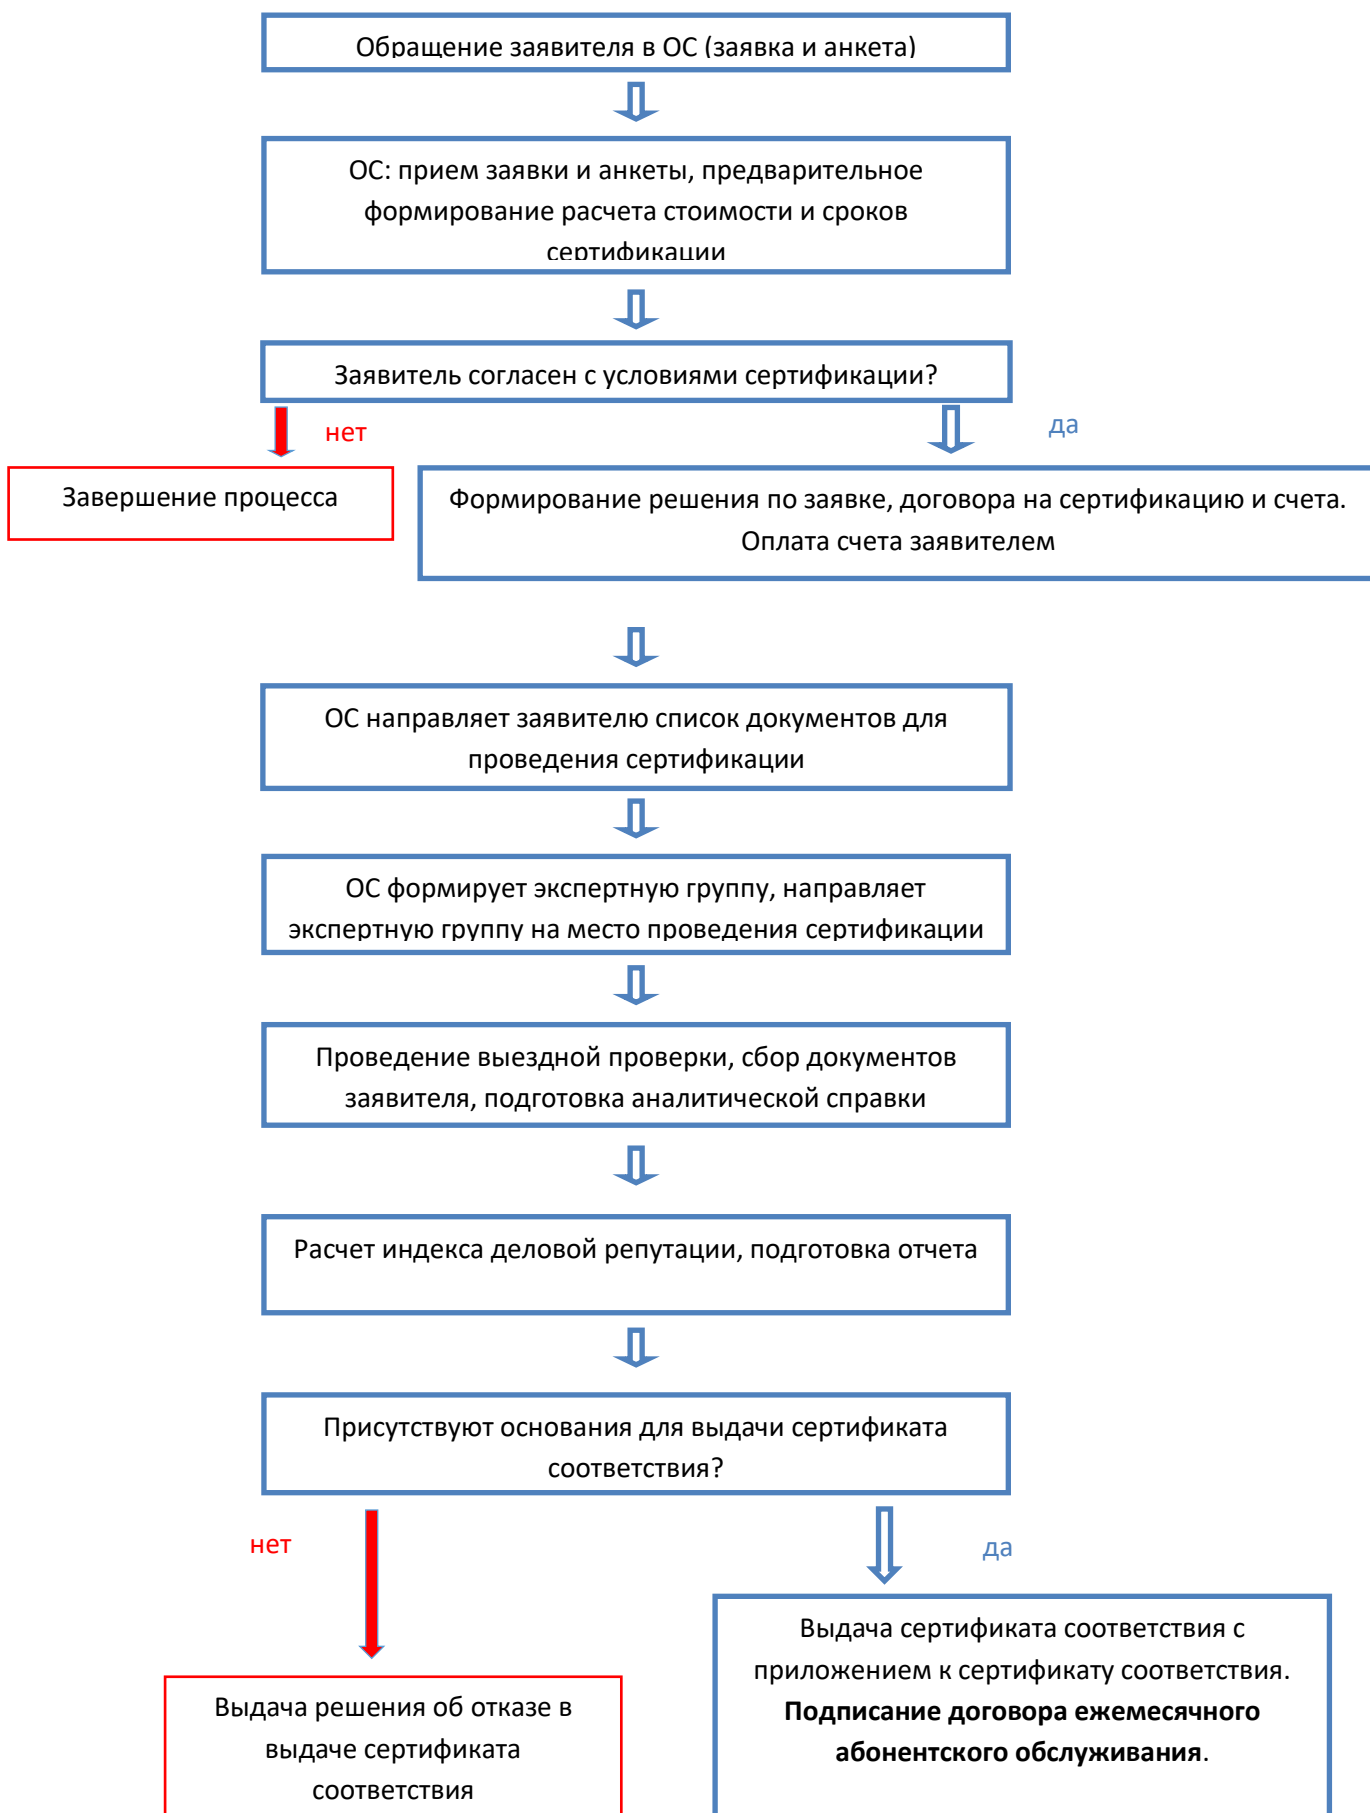 Обращение заявителя в ОС (заявка и анкета)
ОС: прием заявки и анкеты, предварительное
формирование расчета стоимости и сроков
сертификации
Заявитель согласен с условиями сертификации?
нет
да
Завершение процесса
Формирование решения по заявке, договора на сертификацию и счета.
Оплата счета заявителем
ОС направляет заявителю список документов для
проведения сертификации
ОС формирует экспертную группу, направляет
экспертную группу на место проведения сертификации
Проведение выездной проверки, сбор документов
заявителя, подготовка аналитической справки
Расчет индекса деловой репутации, подготовка отчета
Присутствуют основания для выдачи сертификата
соответствия?
нет
да
Выдача решения об отказе в
выдаче сертификата
соответствия
Выдача сертификата соответствия с
приложением к сертификату соответствия.
Подписание договора ежемесячного
абонентского обслуживания.